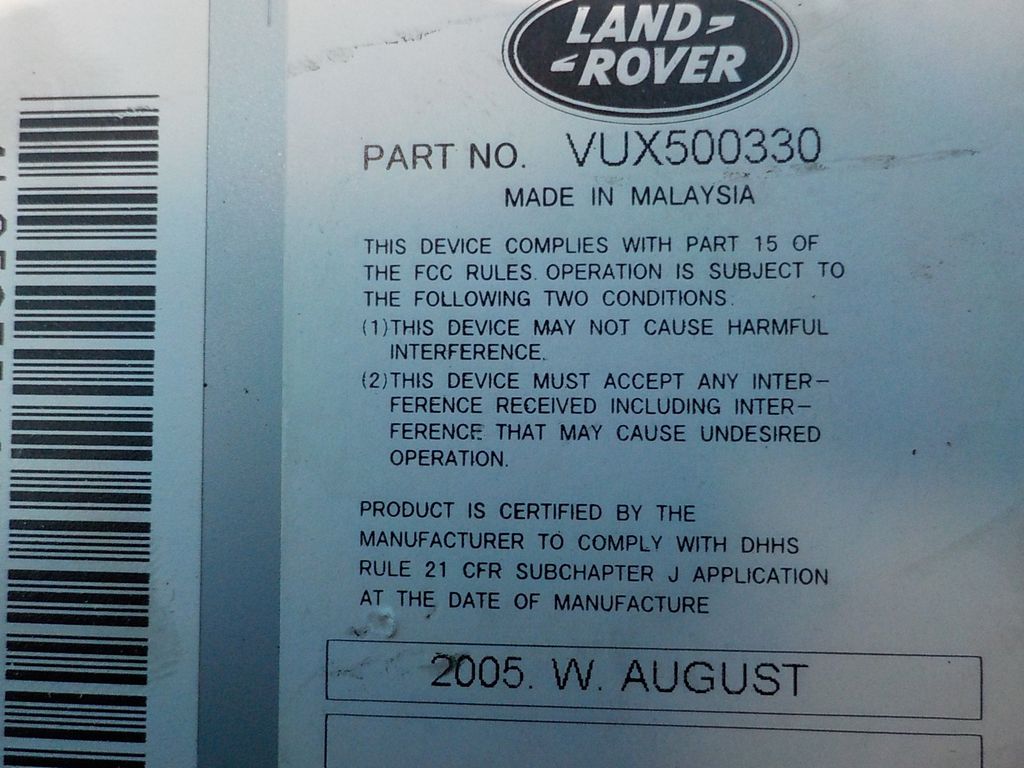 LAND
ROVER
PART NO. VUX500330
MADE IN MALAYSIA
THIS DEVICE COMPLIES WITH PART 15 OF
THE FCC RULES. OPERATION IS SUBJECT TO
THE FOLLOWING TWO CONDITIONS.
(1)THIS DEVICE MAY NOT CAUSE HARMFUL
INTERFERENCE.
(2)THIS DEVICE MUST ACCEPT ANY INTER-
FERENCE RECEIVED INCLUDING INTER-
FERENCE THAT MAY CAUSE UNDESIRED
OPERATION.
PRODUCT IS CERTIFIED BY THE
MANUFACTURER TO COMPLY WITH DHHS
RULE 21 CFR SUBCHAPTER J APPLICATION
AT THE DATE OF MANUFACTURE
2005. W. AUGUST